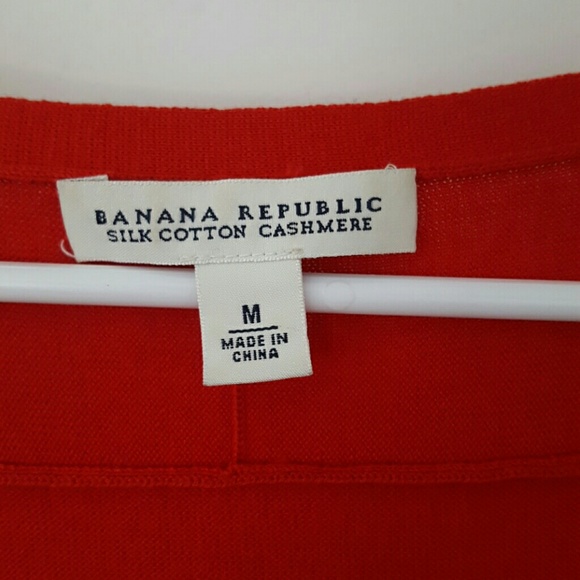 BANANA REPUBLIC
SILK COTTON CASHMERE
M
MADE IN
CHINA